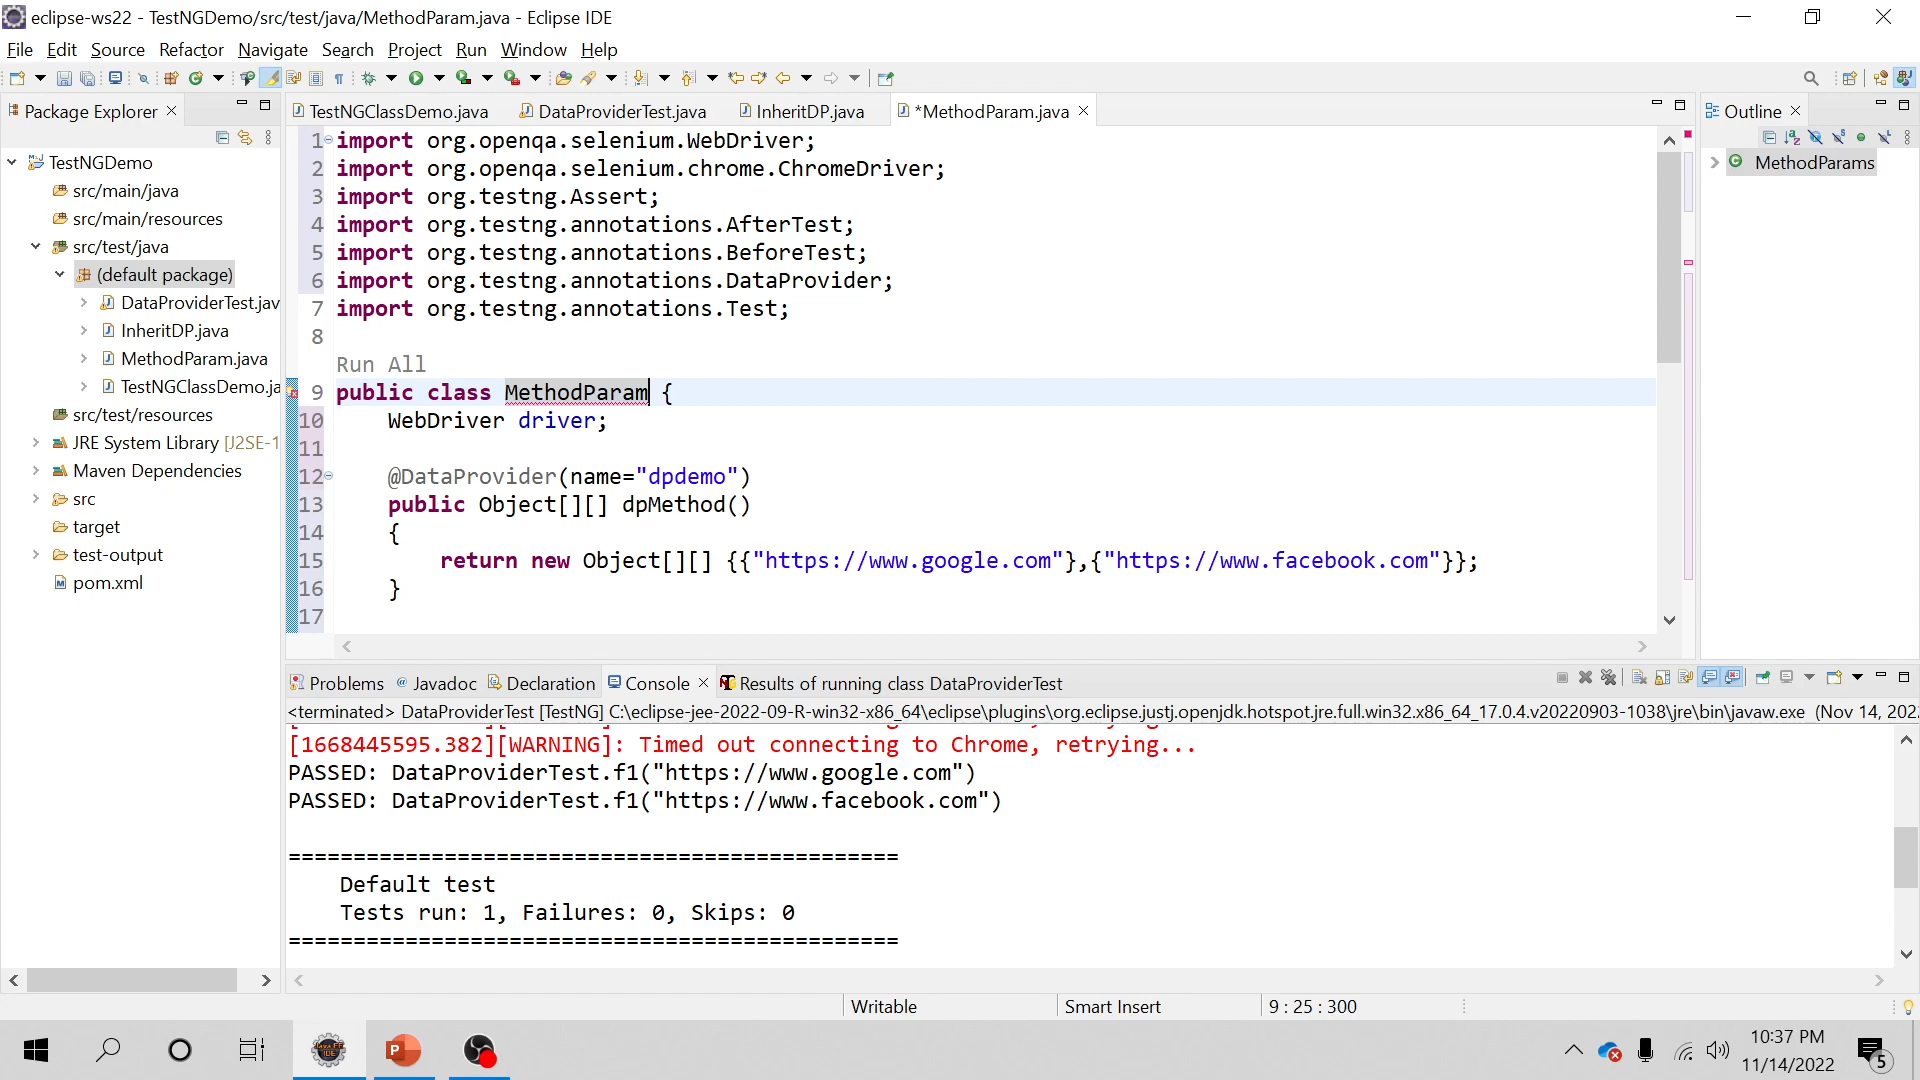 eclipse-ws22 - TestNGDemo/src/test/java/MethodParam.java - Eclipse IDE
File Edit Source Refactor Navigate Search Project Run Window Help
Package Explorer
TestNGClassDemo.java DataProviderTest.java InheritDP.java *MethodParam.java
Outline
TestNGDemo
src/main/java
src/main/resources
src/test/java
(default package)
DataProviderTest.jav
InheritDP.java
MethodParam.java
TestNGClassDemo.ja
src/test/resources
JRE System Library [J2SE-1
Maven Dependencies
src
target
test-output
pom.xml
1 import org.openqa.selenium.WebDriver;
2 import org.openqa.selenium.chrome.ChromeDriver;
3 import org.testng.Assert;
4 import org.testng.annotations.AfterTest;
5 import org.testng.annotations.BeforeTest;
6 import org.testng.annotations.DataProvider;
7 import org.testng.annotations.Test;
8
Run All
9 public class MethodParam {
10 WebDriver driver;
11
12 @DataProvider(name="dpdemo")
13 public Object[][] dpMethod()
14 {
15 return new Object[][] {{"https://www.google.com"},{"https://www.facebook.com"}};
16 }
17
MethodParams
Problems @ Javadoc Declaration Console Results of running class DataProviderTest
<terminated> DataProviderTest [TestNG] C:\eclipse-jee-2022-09-R-win32-x86_64\eclipse\plugins\org.eclipse.justj.openjdk.hotspot.jre.full.win32.x86_64_17.0.4.v20220903-1038\jre\bin\javaw.exe (Nov 14, 202
[1668445595.382][WARNING]: Timed out connecting to Chrome, retrying...
PASSED: DataProviderTest.f1("https://www.google.com")
PASSED: DataProviderTest.f1("https://www.facebook.com")
===============================================
Default test
Tests run: 1, Failures: 0, Skips: 0
===============================================
Writable Smart Insert 9 : 25 : 300
10:37 PM
11/14/2022
5